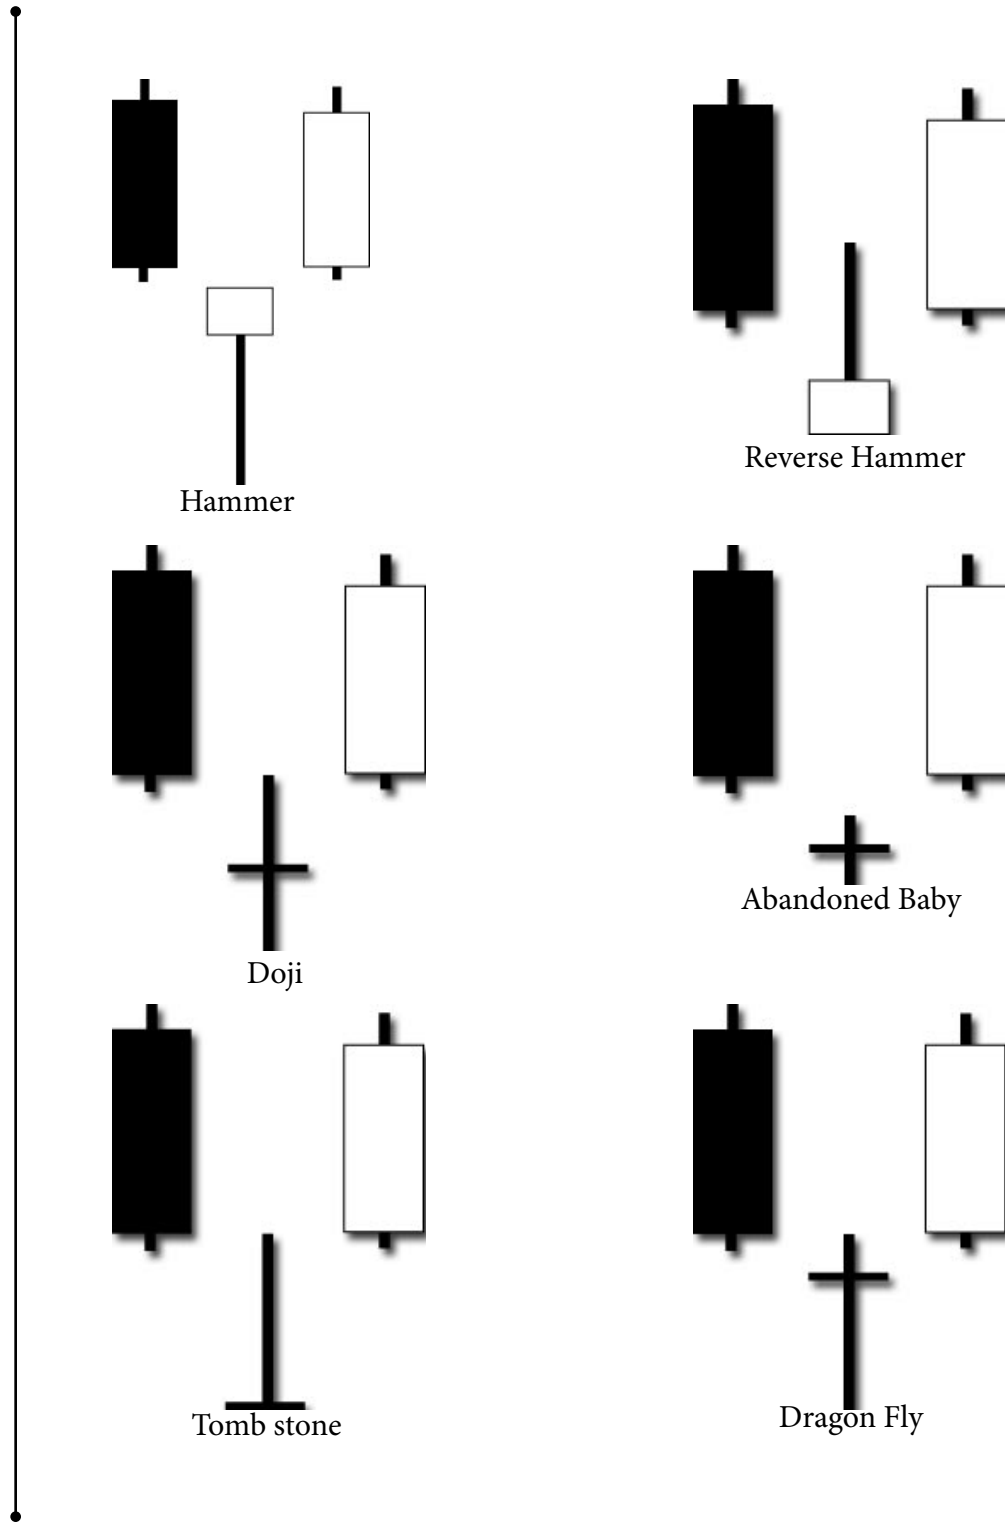 Hammer
Reverse Hammer
Doji
Abandoned Baby
Tomb stone
Dragon Fly